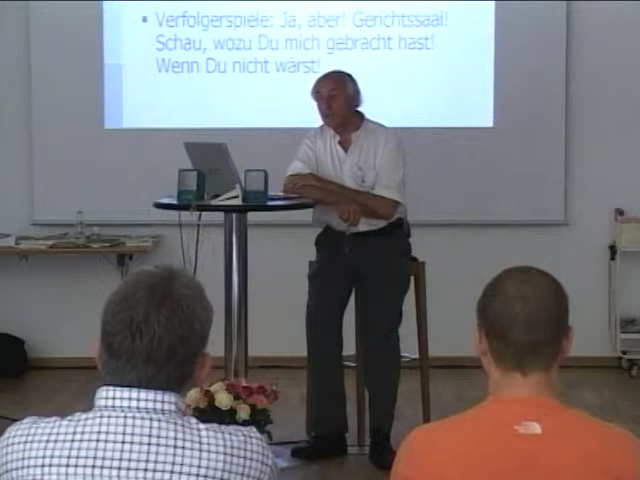 ▪ Verfolgerspiele: Ja, aber! Gerichtssaal!
Schau, wozu Du mich gebracht hast!
Wenn Du nicht wärst!